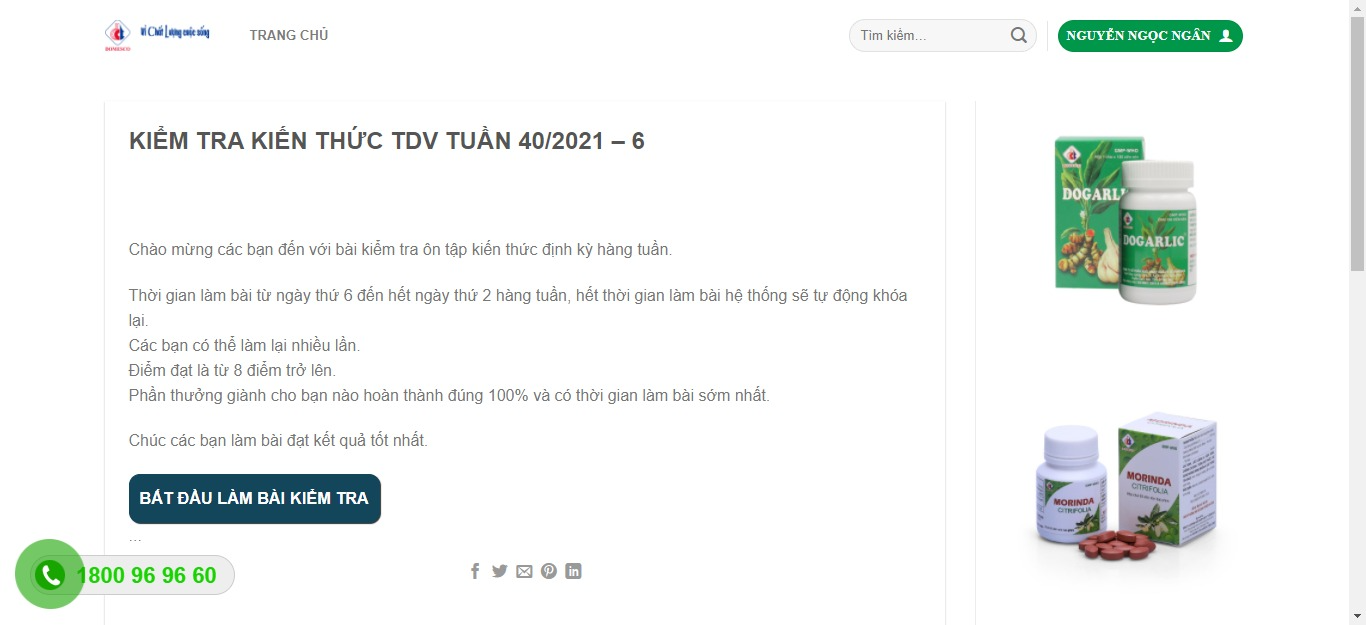 Vì Chất Lượng cuộc sống
DOMESCO
TRANG CHỦ
Tìm kiếm...
NGUYỄN NGỌC NGÂN
KIỂM TRA KIẾN THỨC TDV TUẦN 40/2021 – 6
Chào mừng các bạn đến với bài kiểm tra ôn tập kiến thức định kỳ hàng tuần.
Thời gian làm bài từ ngày thứ 6 đến hết ngày thứ 2 hàng tuần, hết thời gian làm bài hệ thống sẽ tự động khóa
lại.
Các bạn có thể làm lại nhiều lần.
Điểm đạt là từ 8 điểm trở lên.
Phần thưởng giành cho bạn nào hoàn thành đúng 100% và có thời gian làm bài sớm nhất.
Chúc các bạn làm bài đạt kết quả tốt nhất.
BẮT ĐẦU LÀM BÀI KIỂM TRA
...
1800 96 96 60
DOGARLI
DOGARLIC
MORINDA
CITRIFOLIA
MORINDA
CITRIFOLIA